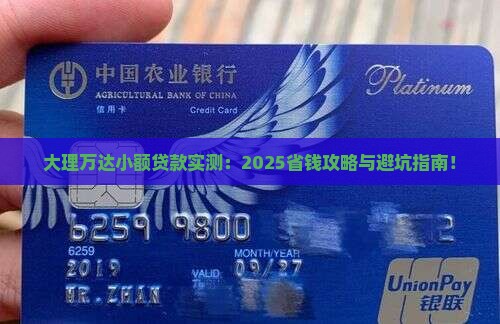 中国农业银行
Platinum
AGRICULTURAL BANK OF CHINA
信用卡
Credit Card
大理万达小额贷款实测：2025省钱攻略与避坑指南！
6259 9800
2
6259
MONTH/YEAR
2019
VALID
09/27
MR.ZHAN
UnionPay
银联